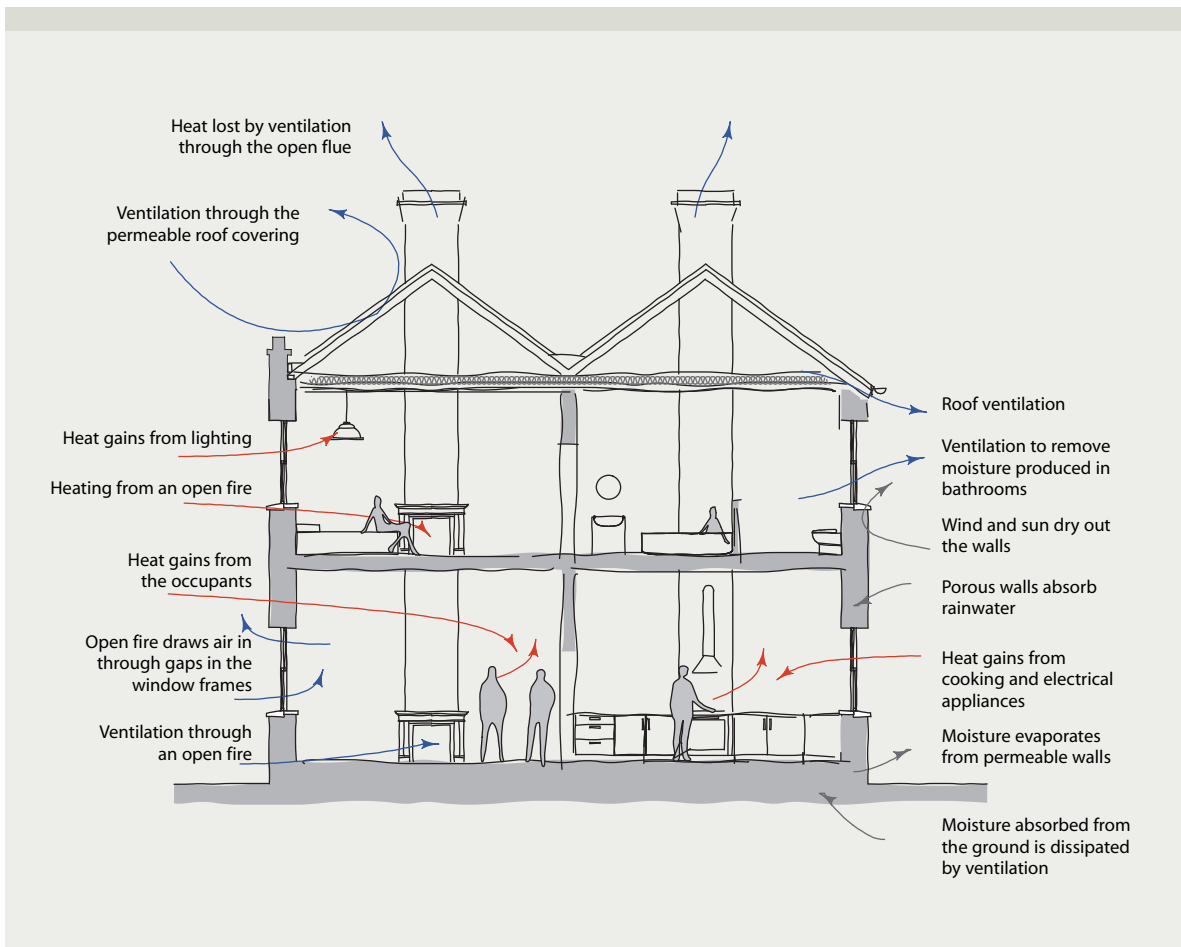 Heat lost by ventilation
through the open flue
Ventilation through the
permeable roof covering
Heat gains from lighting
Heating from an open fire
Heat gains from
the occupants
Open fire draws air in
through gaps in the
window frames
Ventilation through
an open fire
Roof ventilation
Ventilation to remove
moisture produced in
bathrooms
Wind and sun dry out
the walls
Porous walls absorb
rainwater
Heat gains from
cooking and electrical
appliances
Moisture evaporates
from permeable walls
Moisture absorbed from
the ground is dissipated
by ventilation